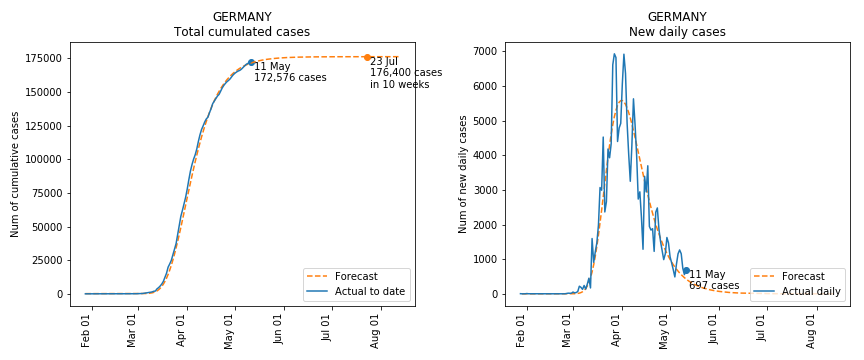 GERMANY
Total cumulated cases
Num of cumulative cases
175000
150000
125000
100000
75000
50000
25000
0
11 May
172,576 cases
23 Jul
176,400 cases
in 10 weeks
Forecast
Actual to date
Feb 01
Mar 01
Apr 01
May 01
Jun 01
Jul 01
Aug 01
GERMANY
New daily cases
Num of new daily cases
7000
6000
5000
4000
3000
2000
1000
0
11 May
697 cases
Forecast
Actual daily
Feb 01
Mar 01
Apr 01
May 01
Jun 01
Jul 01
Aug 01